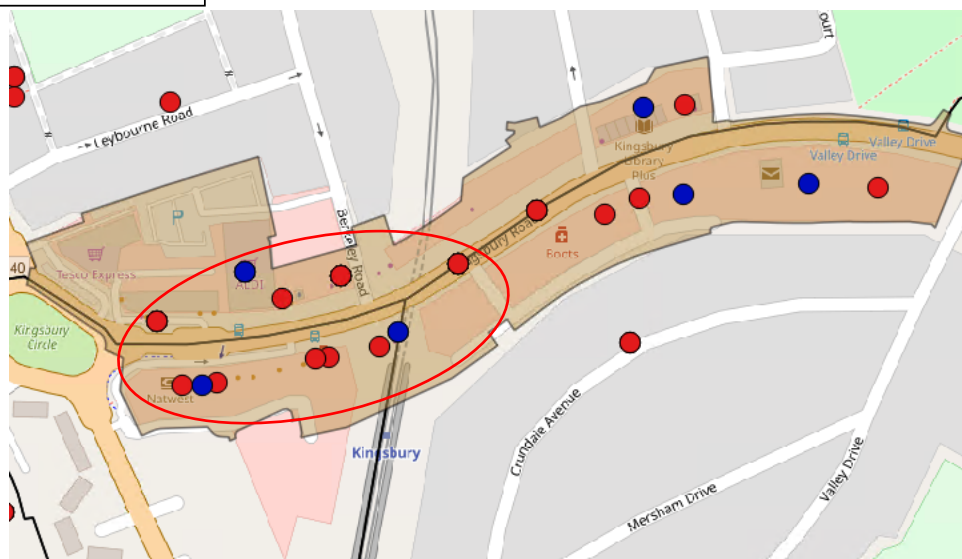 Leybourne Road
Court
Kingsbury
Library
Plus
Valley Drive
Valley Drive
P
Berkeley Road
Kingsbury Road
Boots
Tesco Express
ALDI
40
Kingsbury
Circle
Natwest
Kingsbury
Crundale Avenue
Mersham Drive
Valley Drive